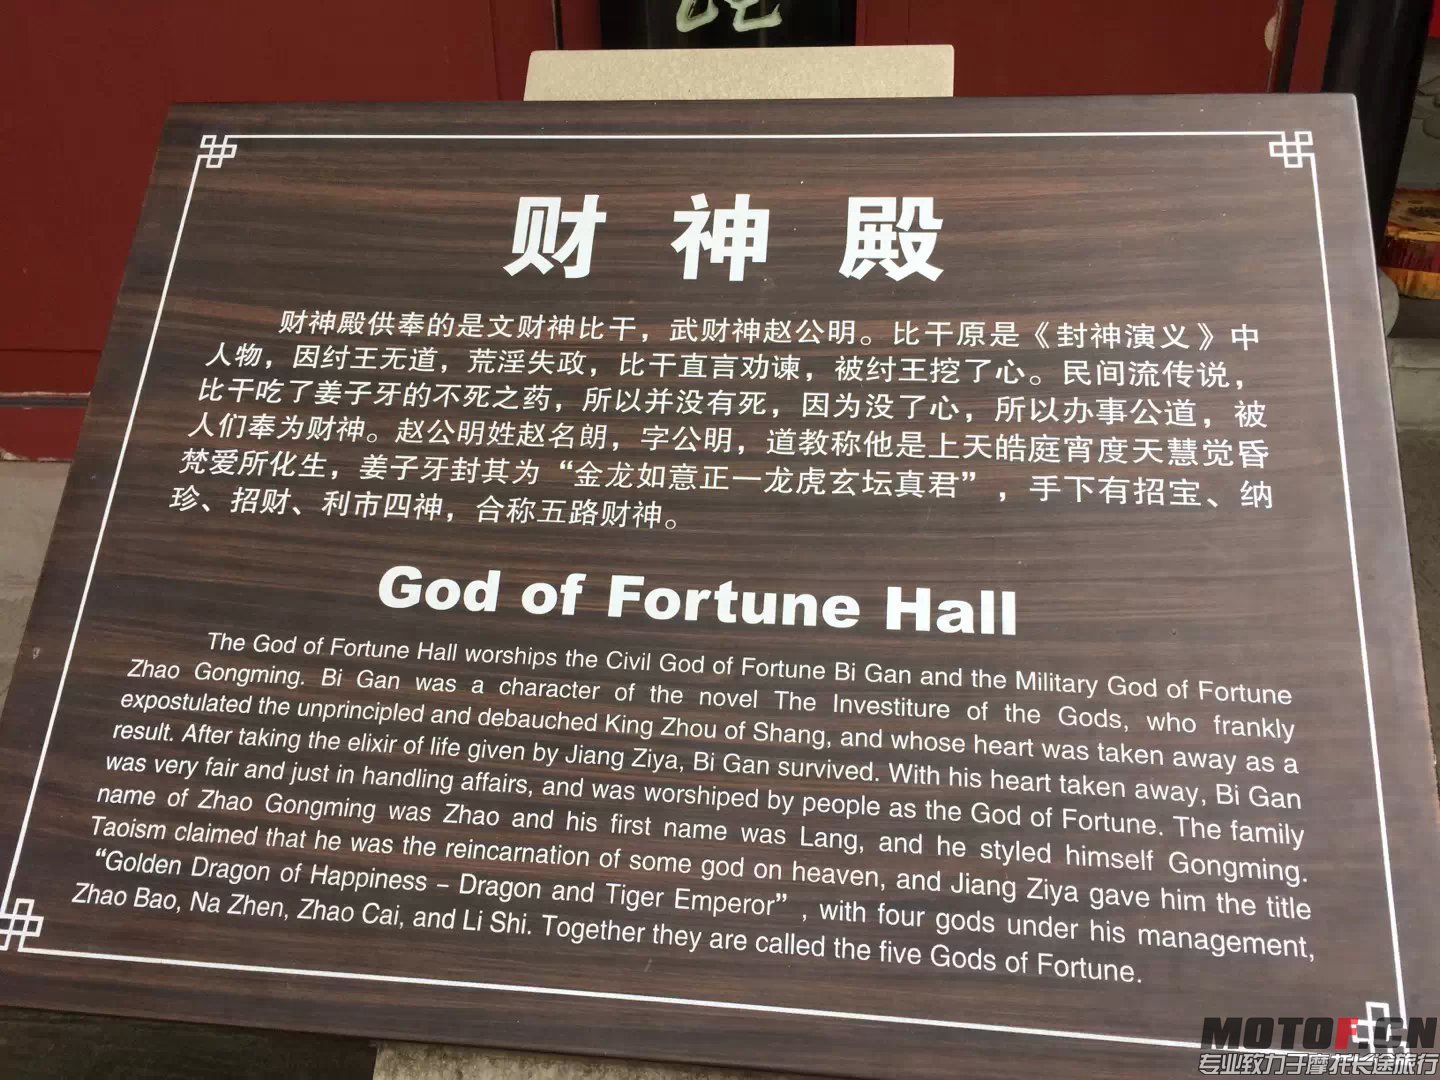 财神殿
财神殿供奉的是文财神比干，武财神赵公明。比干原是《封神演义》中
人物，因纣王无道，荒淫失政，比干直言劝谏，被纣王挖了心。民间流传说，
比干吃了姜子牙的不死之药，所以并没有死，因为没了心，所以办事公道，被
人们奉为财神。赵公明姓赵名朗，字公明，道教称他是上天皓庭宵度天慧觉昏
梵爱所化生，姜子牙封其为“金龙如意正一龙虎玄坛真君”，手下有招宝、纳
珍、招财、利市四神，合称五路财神。
God of Fortune Hall
The God of Fortune Hall worships the Civil God of Fortune Bi Gan and the Military God of Fortune
Zhao Gongming. Bi Gan was a character of the novel The Investiture of the Gods, who frankly
expostulated the unprincipled and debauched King Zhou of Shang, and whose heart was taken away as a
result. After taking the elixir of life given by Jiang Ziya, Bi Gan survived. With his heart taken away, Bi Gan
was very fair and just in handling affairs, and was worshiped by people as the God of Fortune. The family
name of Zhao Gongming was Zhao and his first name was Lang, and he styled himself Gongming.
Taoism claimed that he was the reincarnation of some god on heaven, and Jiang Ziya gave him the title
“Golden Dragon of Happiness – Dragon and Tiger Emperor”, with four gods under his management,
Zhao Bao, Na Zhen, Zhao Cai, and Li Shi. Together they are called the five Gods of Fortune.
MOTOF.CN
专业致力于摩托长途旅行